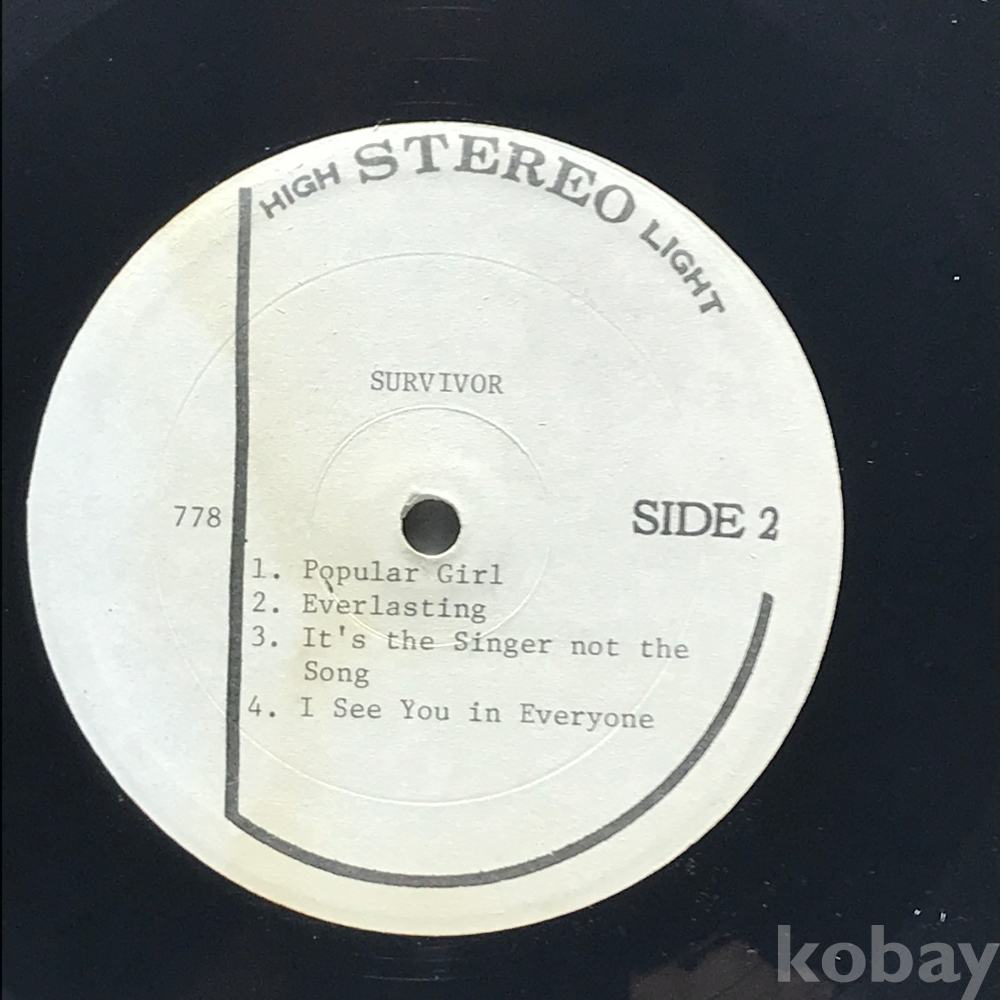 HIGH STEREO LIGHT
SURVIVOR
778
SIDE 2
1. Popular Girl
2. Everlasting
3. It's the Singer not the
Song
4. I See You in Everyone
kobay